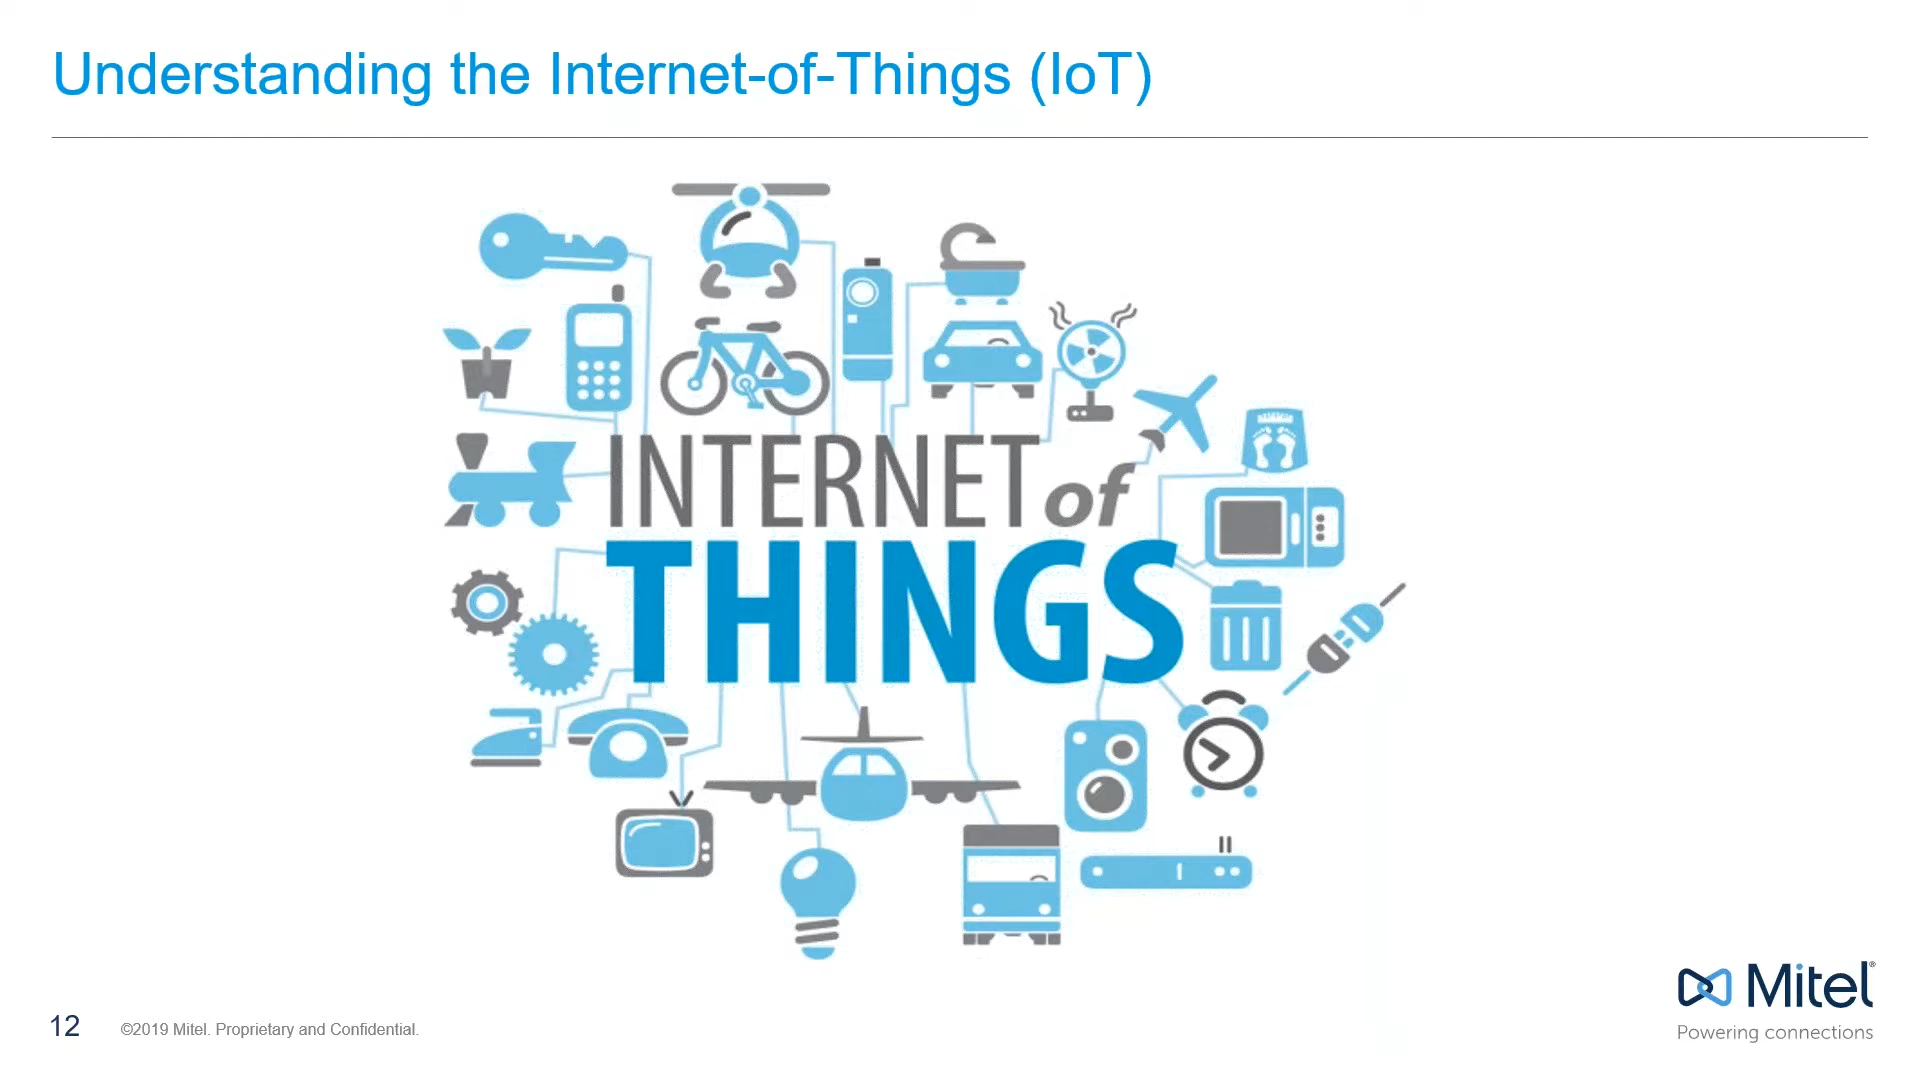 Understanding the Internet-of-Things (IoT)
INTERNET of
THINGS
Mitel®
Powering connections
12 ©2019 Mitel. Proprietary and Confidential.